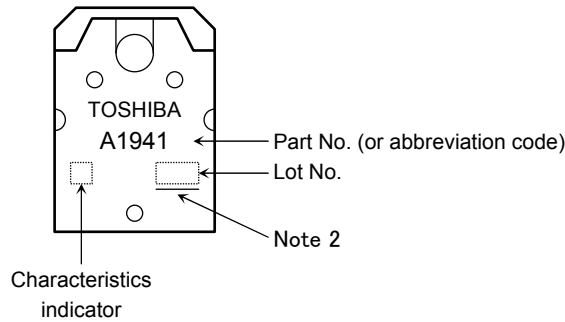 TOSHIBA
A1941
Part No. (or abbreviation code)
Lot No.
Note 2
Characteristics
indicator